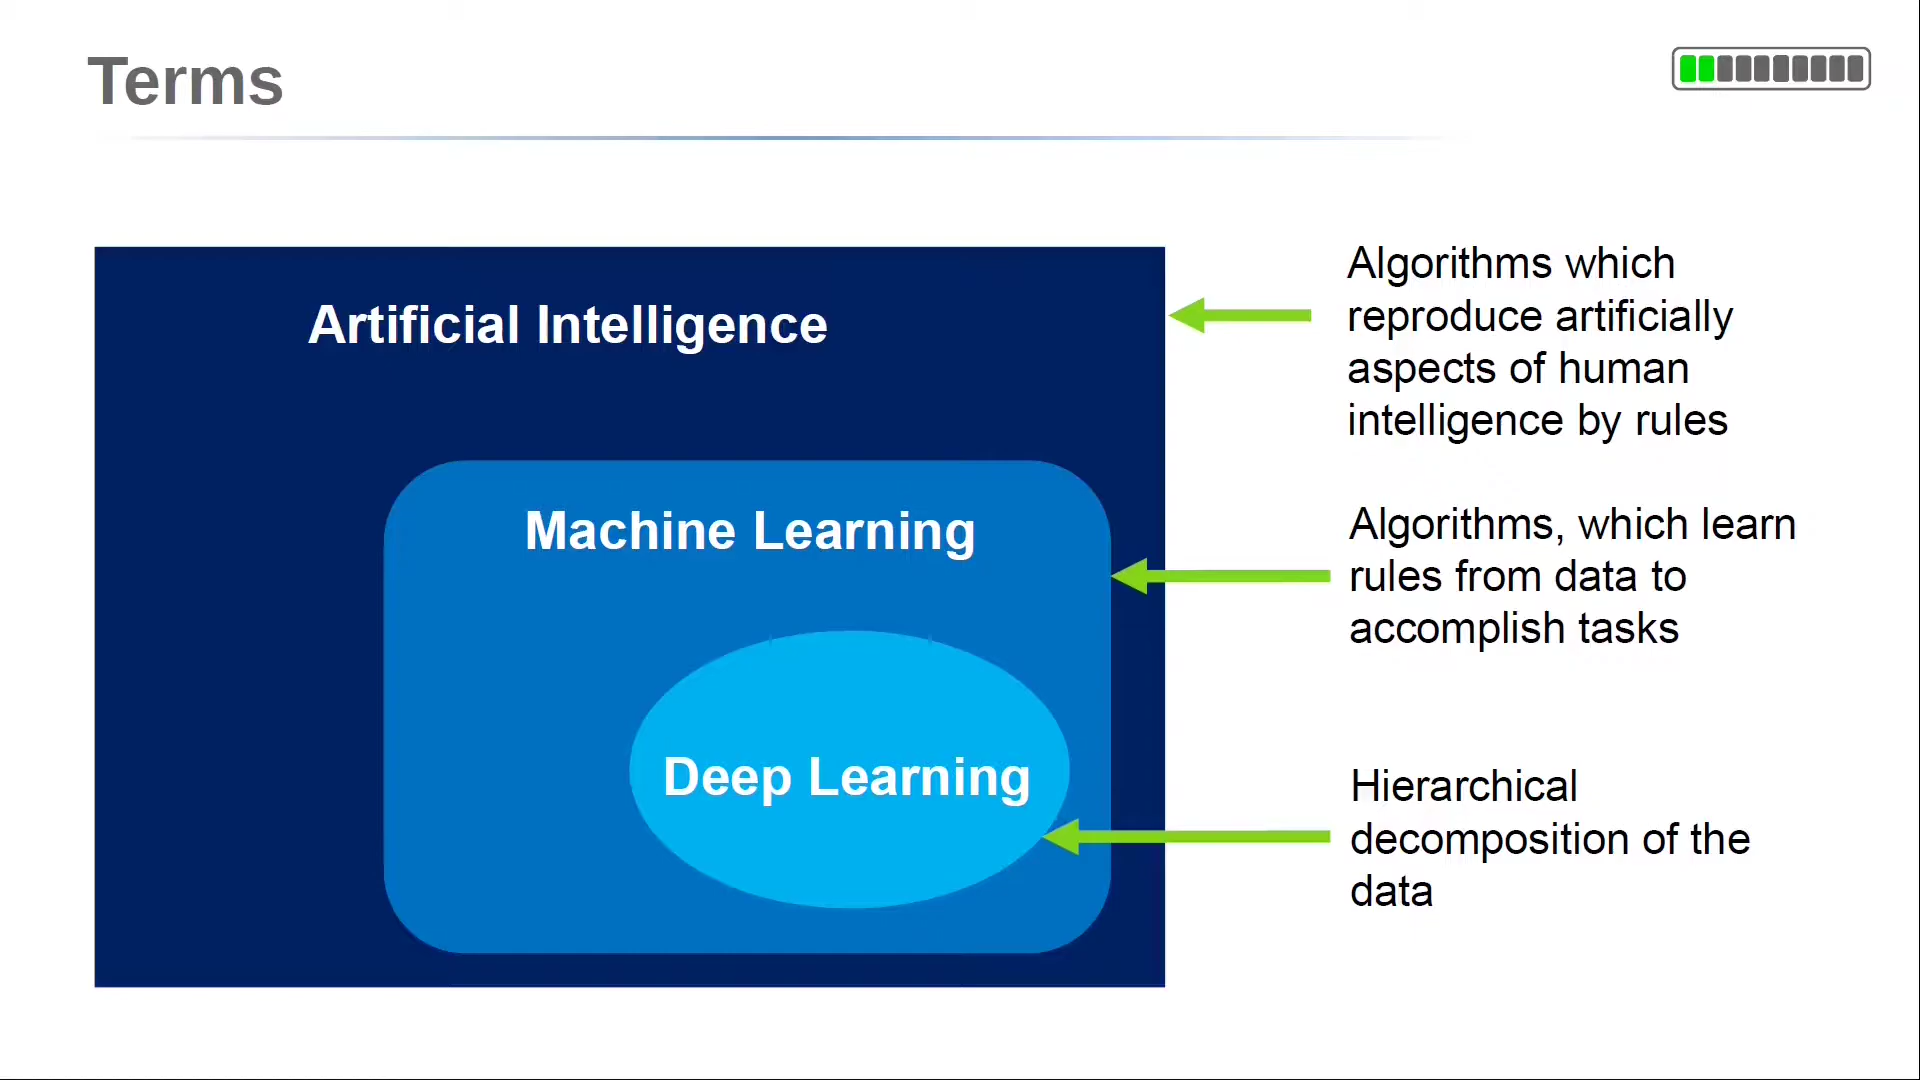 Terms
Artificial Intelligence
Algorithms which
reproduce artificially
aspects of human
intelligence by rules
Machine Learning
Algorithms, which learn
rules from data to
accomplish tasks
Deep Learning
Hierarchical
decomposition of the
data